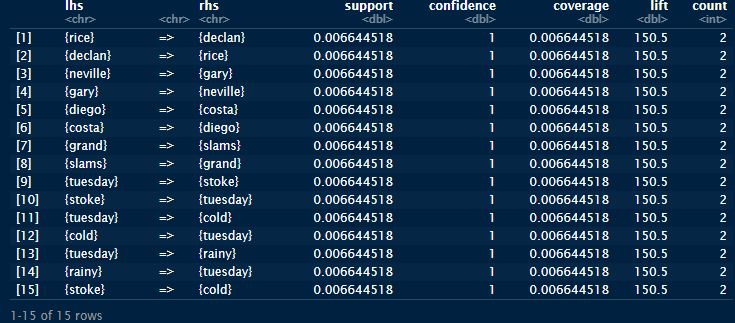 lhs rhs support confidence coverage lift count
<chr> <chr> <chr> <dbl> <dbl> <dbl> <dbl> <int>
[1] {rice} => {declan} 0.006644518 1 0.006644518 150.5 2
[2] {declan} => {rice} 0.006644518 1 0.006644518 150.5 2
[3] {neville} => {gary} 0.006644518 1 0.006644518 150.5 2
[4] {gary} => {neville} 0.006644518 1 0.006644518 150.5 2
[5] {diego} => {costa} 0.006644518 1 0.006644518 150.5 2
[6] {costa} => {diego} 0.006644518 1 0.006644518 150.5 2
[7] {grand} => {slams} 0.006644518 1 0.006644518 150.5 2
[8] {slams} => {grand} 0.006644518 1 0.006644518 150.5 2
[9] {tuesday} => {stoke} 0.006644518 1 0.006644518 150.5 2
[10] {stoke} => {tuesday} 0.006644518 1 0.006644518 150.5 2
[11] {tuesday} => {cold} 0.006644518 1 0.006644518 150.5 2
[12] {cold} => {tuesday} 0.006644518 1 0.006644518 150.5 2
[13] {tuesday} => {rainy} 0.006644518 1 0.006644518 150.5 2
[14] {rainy} => {tuesday} 0.006644518 1 0.006644518 150.5 2
[15] {stoke} => {cold} 0.006644518 1 0.006644518 150.5 2
1-15 of 15 rows